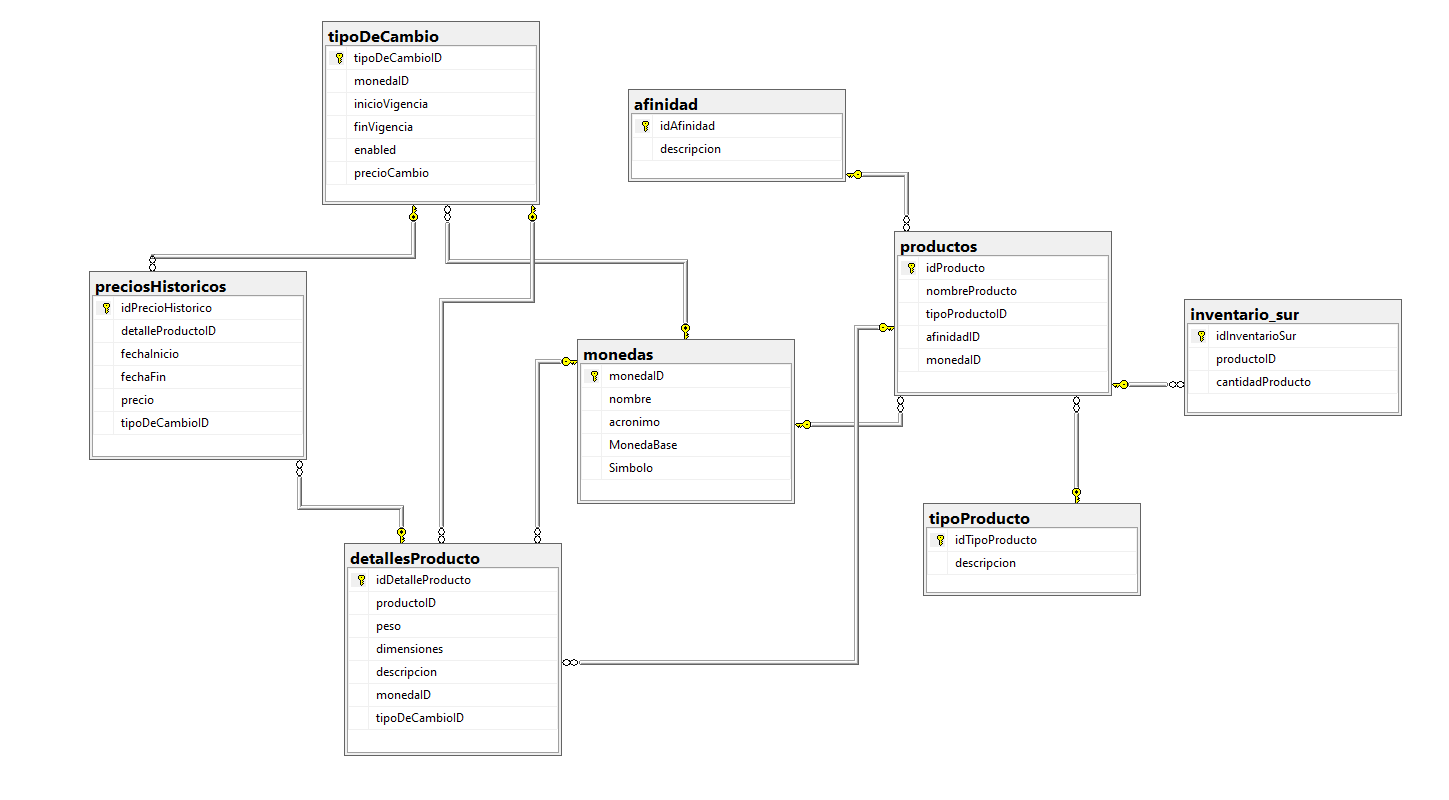 tipoDeCambio
tipoDeCambioID
monedaID
inicioVigencia
finVigencia
enabled
precioCambio
afinidad
idAfinidad
descripcion
productos
idProducto
nombreProducto
tipoProductoID
afinidadID
monedaID
preciosHistoricos
idPrecioHistorico
detalleProductoID
fechaInicio
fechaFin
precio
tipoDeCambioID
inventario_sur
idInventarioSur
productoID
cantidadProducto
monedas
monedaID
nombre
acronimo
MonedaBase
Simbolo
tipoProducto
idTipoProducto
descripcion
detallesProducto
idDetalleProducto
productoID
peso
dimensiones
descripcion
monedaID
tipoDeCambioID